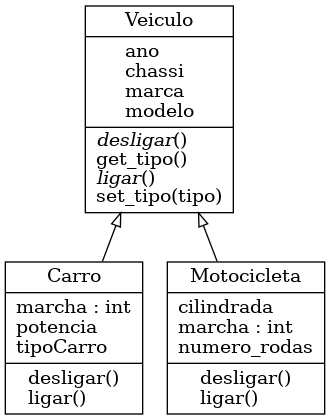 Veiculo
ano
chassi
marca
modelo
desligar()
get_tipo()
ligar()
set_tipo(tipo)
Carro
marcha : int
potencia
tipoCarro
desligar()
ligar()
Motocicleta
cilindrada
marcha : int
numero_rodas
desligar()
ligar()